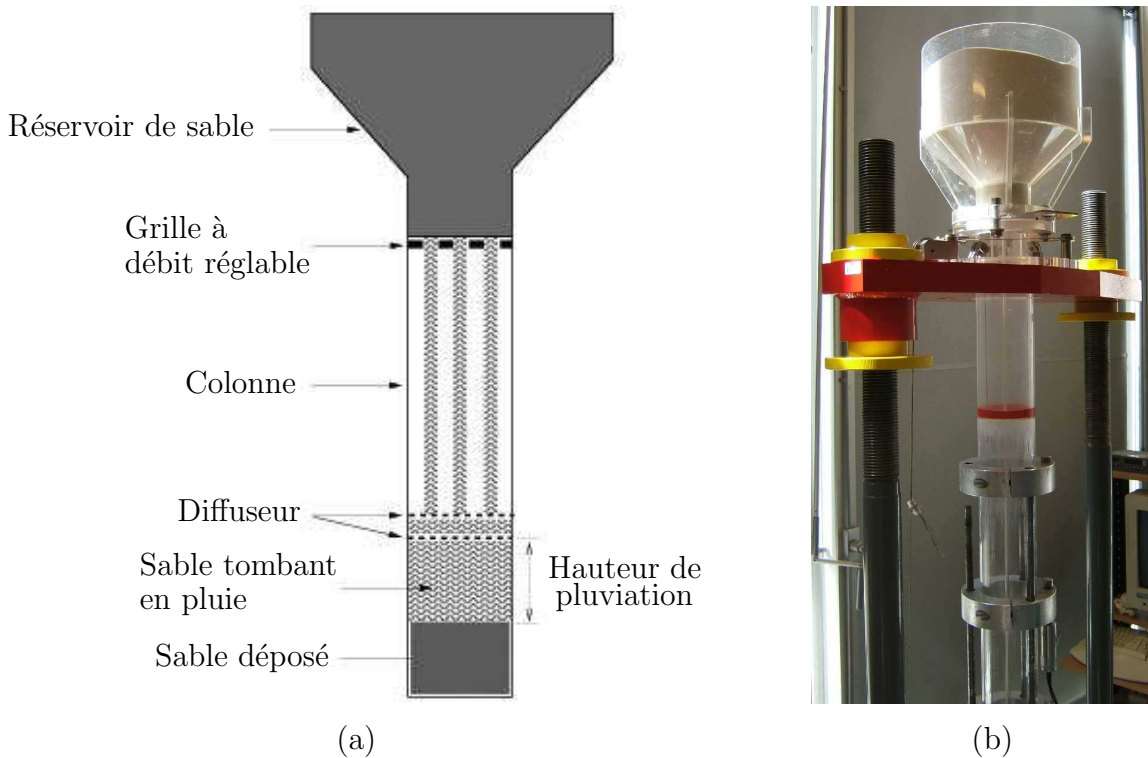 Réservoir de sable
Grille à
débit réglable
Colonne
Diffuseur
Sable tombant
en pluie
Hauteur de
pluviation
Sable déposé
(a)
(b)